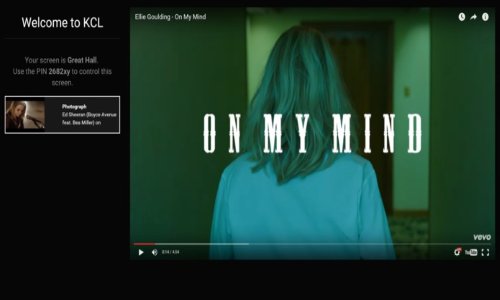 Welcome to KCL
Your screen is Great Hall.
Use the PIN 2682xy to control this
screen.
Photograph
Ed Sheeran (Boyce Avenue
feat. Bea Miller) on
Ellie Goulding - On My Mind
ON MY MIND
vevo
0:14 / 4:04
YouTube